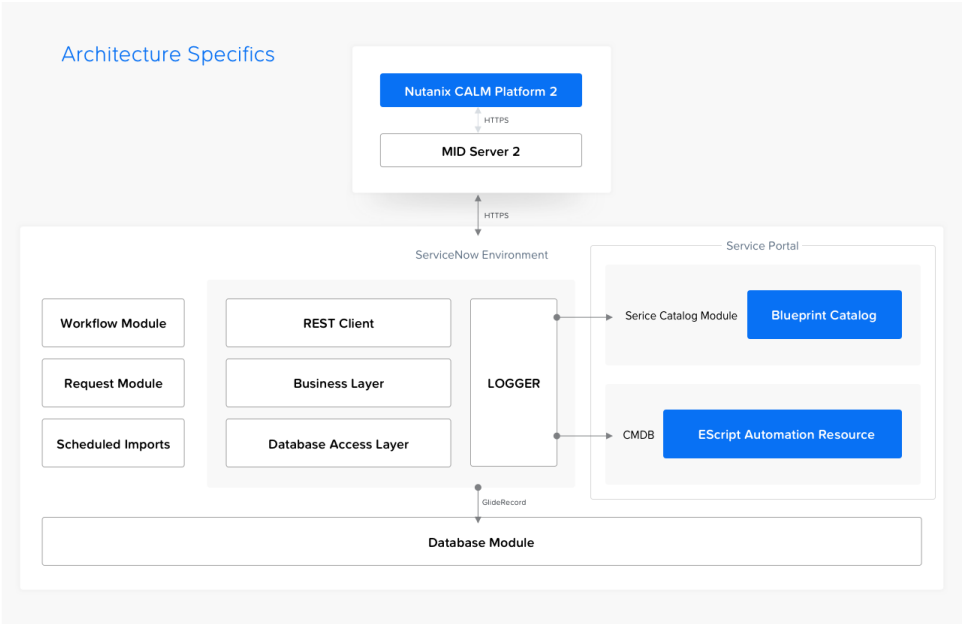 Architecture Specifics
Nutanix CALM Platform 2
HTTPS
MID Server 2
HTTPS
ServiceNow Environment
Service Portal
Workflow Module
Request Module
Scheduled Imports
REST Client
Business Layer
Database Access Layer
LOGGER
Serice Catalog Module
Blueprint Catalog
CMDB
EScript Automation Resource
GlideRecord
Database Module